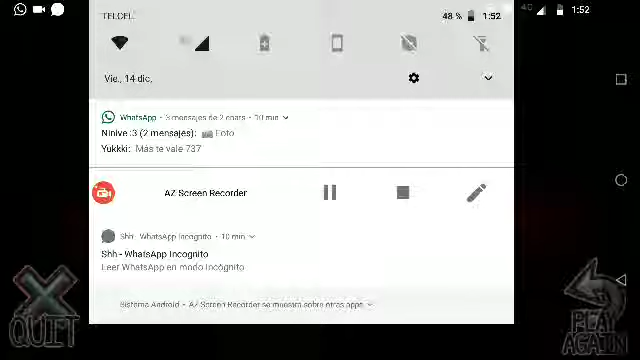 TELCEL
48 %
1:52
4G
1:52
Vie., 14 dic.
WhatsApp • 3 mensajes de 2 chats • 10 min
Ninive :3 (2 mensajes): Foto
Yukkki: Más te vale 737
AZ Screen Recorder
Shh - WhatsApp Incognito • 10 min
Shh - WhatsApp Incognito
Leer WhatsApp en modo Incógnito
Sistema Android • AZ Screen Recorder se muestra sobre otras apps
QUIT
PLAY
AGAIN